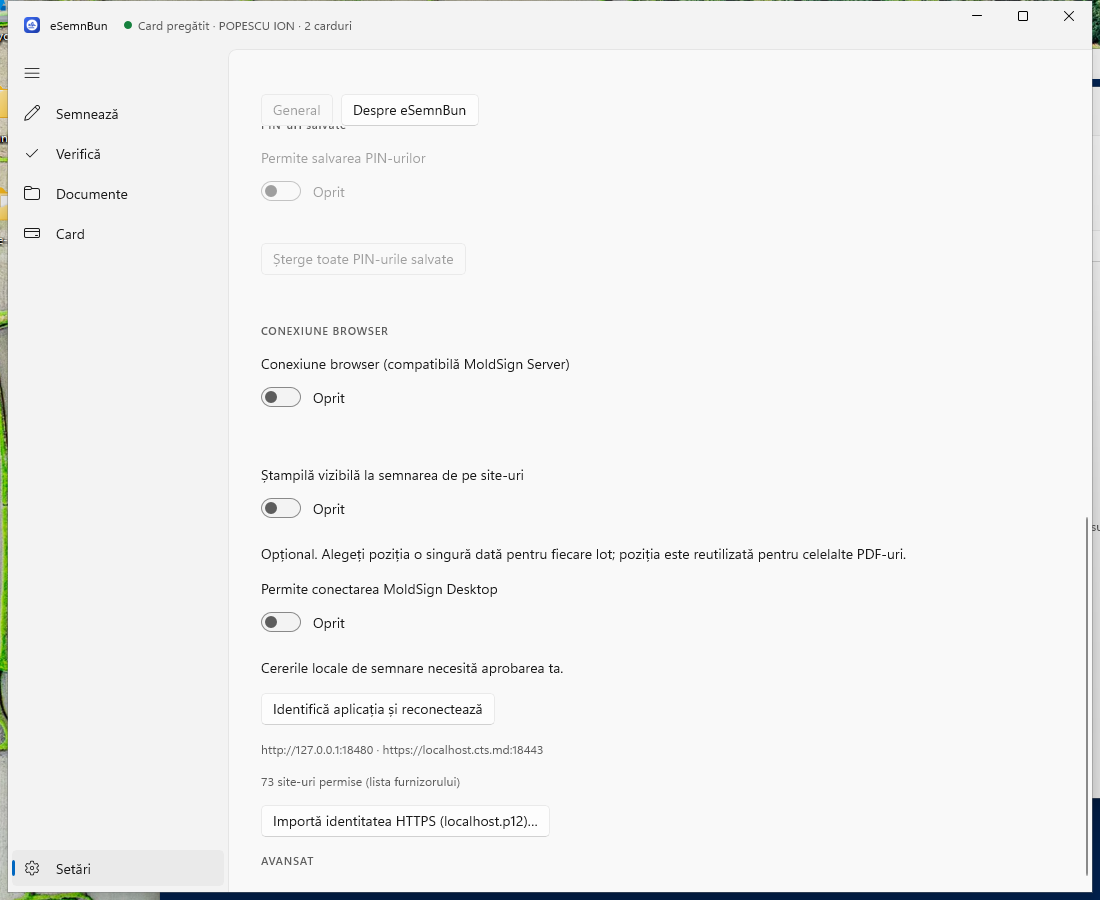 eSemnBun
Card pregătit · POPESCU ION · 2 carduri
Semnează
Verifică
Documente
Card
Setări
General
Despre eSemnBun
PIN-uri salvate
Permite salvarea PIN-urilor
Oprit
Șterge toate PIN-urile salvate
CONEXIUNE BROWSER
Conexiune browser (compatibilă MoldSign Server)
Oprit
Ștampilă vizibilă la semnarea de pe site-uri
Oprit
Opțional. Alegeți poziția o singură dată pentru fiecare lot; poziția este reutilizată pentru celelalte PDF-uri.
Permite conectarea MoldSign Desktop
Oprit
Cererile locale de semnare necesită aprobarea ta.
Identifică aplicația și reconectează
http://127.0.0.1:18480 · https://localhost.cts.md:18443
73 site-uri permise (lista furnizorului)
Importă identitatea HTTPS (localhost.p12)...
AVANSAT